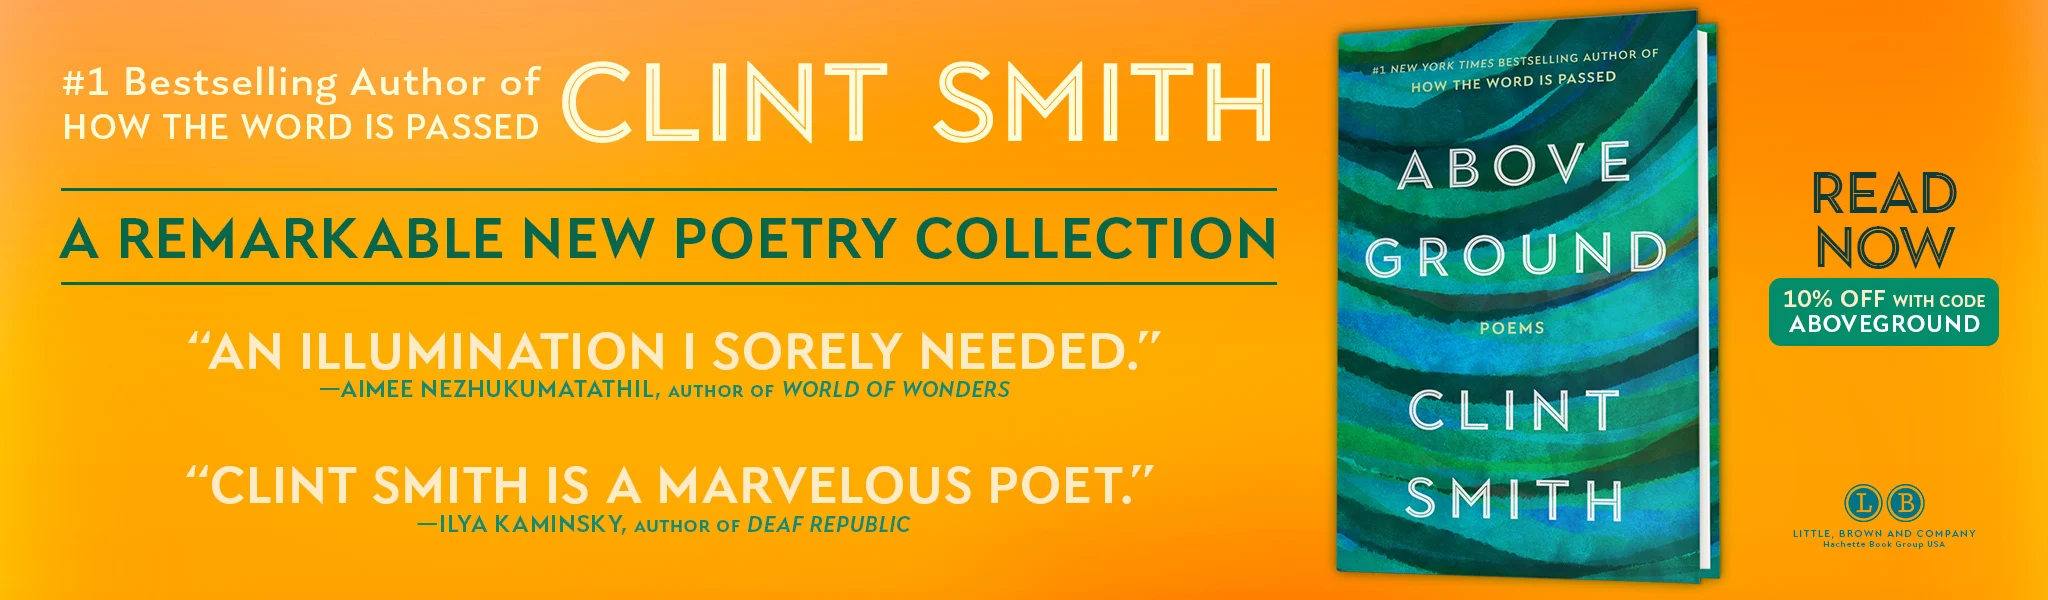 #1 Bestselling Author of
HOW THE WORD IS PASSED
CLINT SMITH
A REMARKABLE NEW POETRY COLLECTION
“AN ILLUMINATION I SORELY NEEDED.”
—AIMEE NEZHUKUMATATHIL, AUTHOR OF WORLD OF WONDERS
“CLINT SMITH IS A MARVELOUS POET.”
—ILYA KAMINSKY, AUTHOR OF DEAF REPUBLIC
#1 NEW YORK TIMES BESTSELLING AUTHOR OF
HOW THE WORD IS PASSED
ABOVE
GROUND
POEMS
CLINT
SMITH
READ
NOW
10% OFF WITH CODE
ABOVEGROUND
L B
LITTLE, BROWN AND COMPANY
Hachette Book Group USA